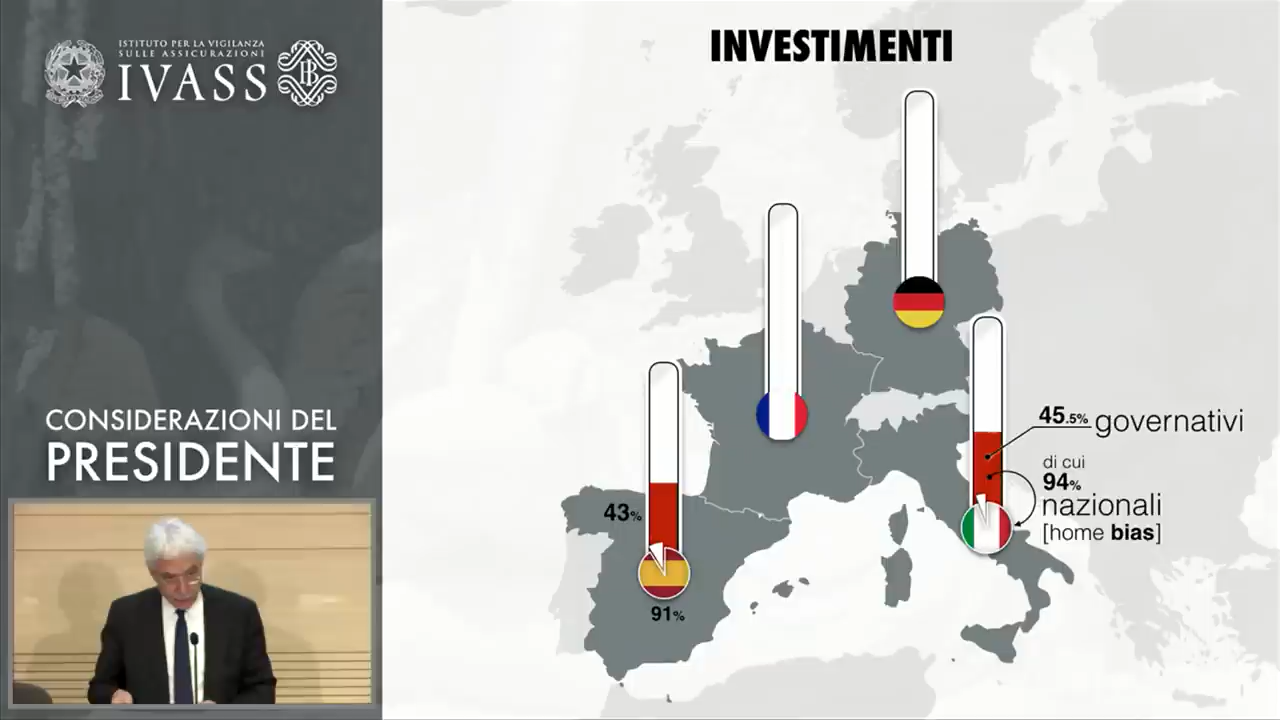 ISTITUTO PER LA VIGILANZA
SULLE ASSICURAZIONI
IVASS
CONSIDERAZIONI DEL
PRESIDENTE
INVESTIMENTI
45.5% governativi
di cui
94%
nazionali
[home bias]
43%
91%